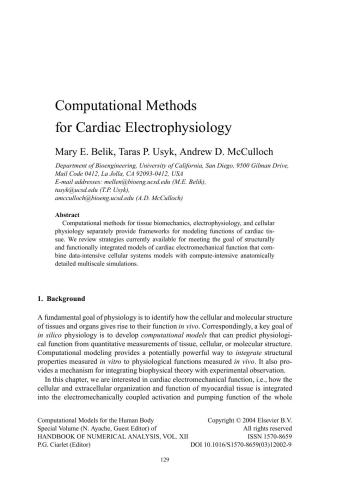 Computational Methods
for Cardiac Electrophysiology
Mary E. Belik, Taras P. Usyk, Andrew D. McCulloch
Department of Bioengineering, University of California, San Diego, 9500 Gilman Drive,
Mail Code 0412, La Jolla, CA 92093-0412, USA
E-mail addresses: mellen@bioeng.ucsd.edu (M.E. Belik),
tusyk@ucsd.edu (T.P. Usyk),
amcculloch@bioeng.ucsd.edu (A.D. McCulloch)
Abstract
Computational methods for tissue biomechanics, electrophysiology, and cellular
physiology separately provide frameworks for modeling functions of cardiac tis-
sue. We review strategies currently available for meeting the goal of structurally
and functionally integrated models of cardiac electromechanical function that com-
bine data-intensive cellular systems models with compute-intensive anatomically
detailed multiscale simulations.
1. Background
A fundamental goal of physiology is to identify how the cellular and molecular structure
of tissues and organs gives rise to their function in vivo. Correspondingly, a key goal of
in silico physiology is to develop computational models that can predict physiologi-
cal function from quantitative measurements of tissue, cellular, or molecular structure.
Computational modeling provides a potentially powerful way to integrate structural
properties measured in vitro to physiological functions measured in vivo. It also pro-
vides a mechanism for integrating biophysical theory with experimental observation.
In this chapter, we are interested in cardiac electromechanical function, i.e., how the
cellular and extracellular organization and function of myocardial tissue is integrated
into the electromechanically coupled activation and pumping function of the whole
Computational Models for the Human Body
Special Volume (N. Ayache, Guest Editor) of
HANDBOOK OF NUMERICAL ANALYSIS, VOL. XII
P.G. Ciarlet (Editor)
Copyright © 2004 Elsevier B.V.
All rights reserved
ISSN 1570-8659
DOI 10.1016/S1570-8659(03)12002-9
129